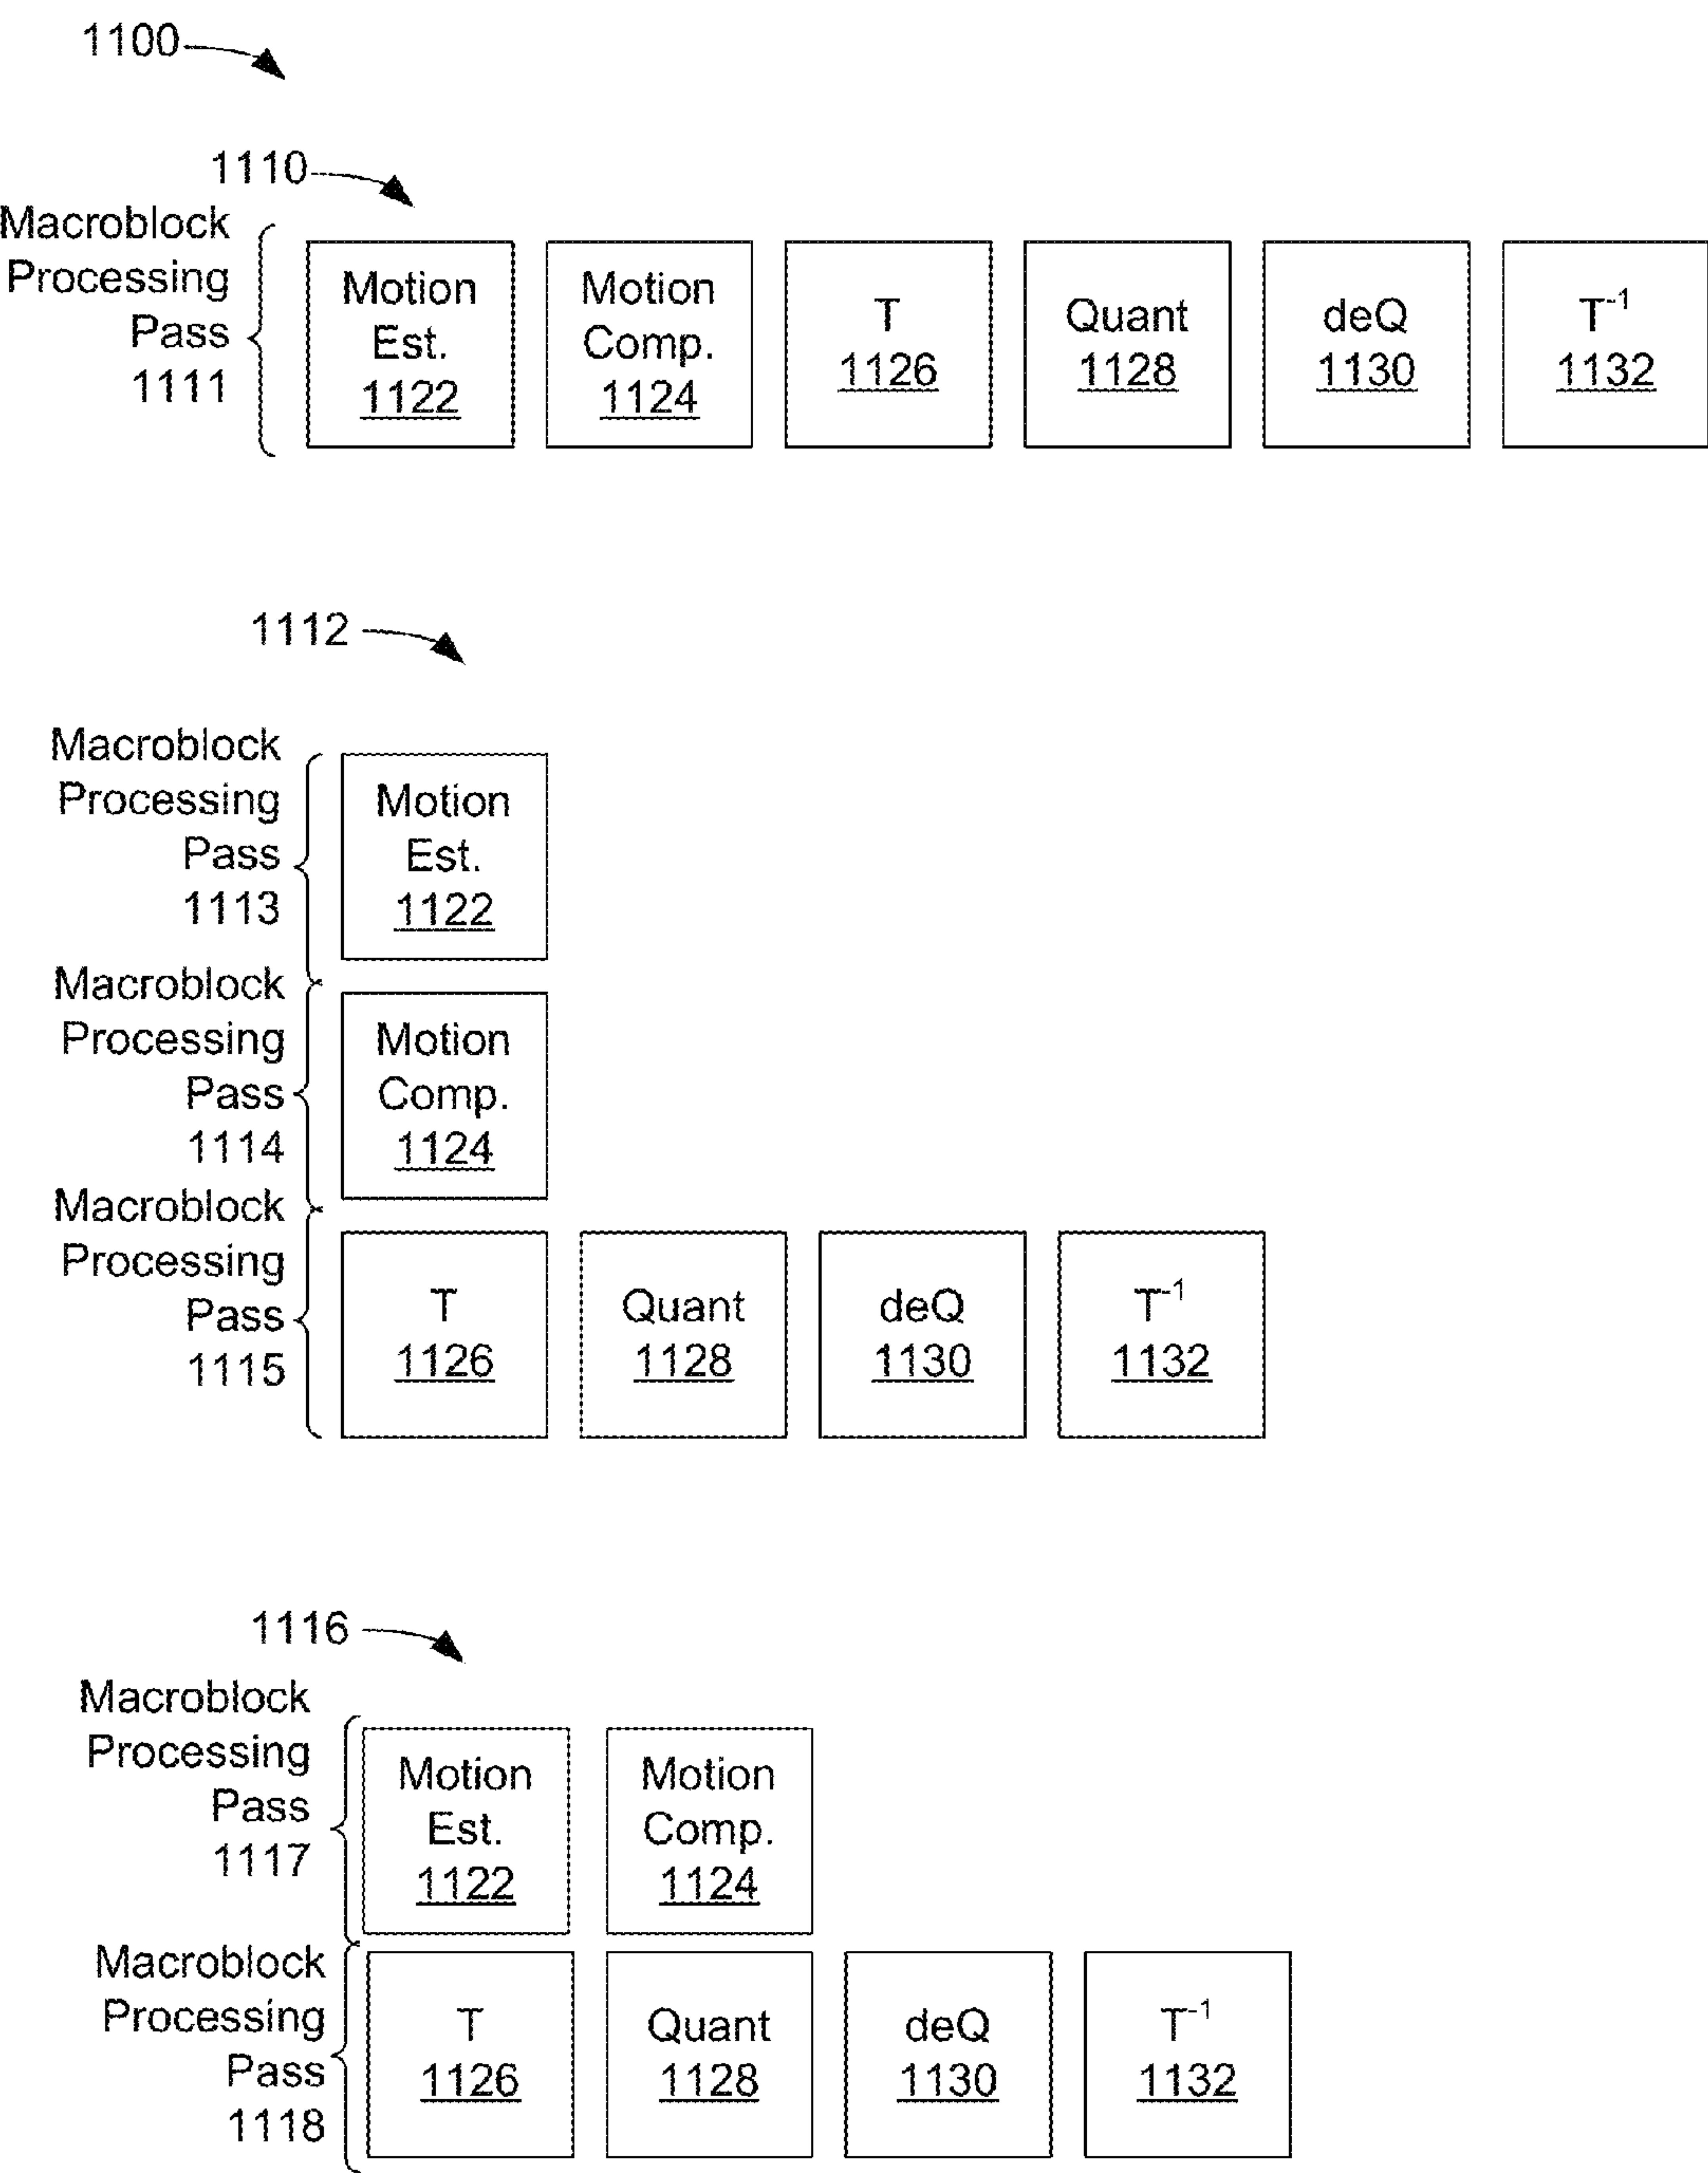 1100
1110
Macroblock
Processing
Pass
1111
Motion
Est.
1122
Motion
Comp.
1124
T
1126
Quant
1128
deQ
1130
T⁻¹
1132
1112
Macroblock
Processing
Pass
1113
Motion
Est.
1122
Macroblock
Processing
Pass
1114
Motion
Comp.
1124
Macroblock
Processing
Pass
1115
T
1126
Quant
1128
deQ
1130
T⁻¹
1132
1116
Macroblock
Processing
Pass
1117
Motion
Est.
1122
Motion
Comp.
1124
Macroblock
Processing
Pass
1118
T
1126
Quant
1128
deQ
1130
T⁻¹
1132